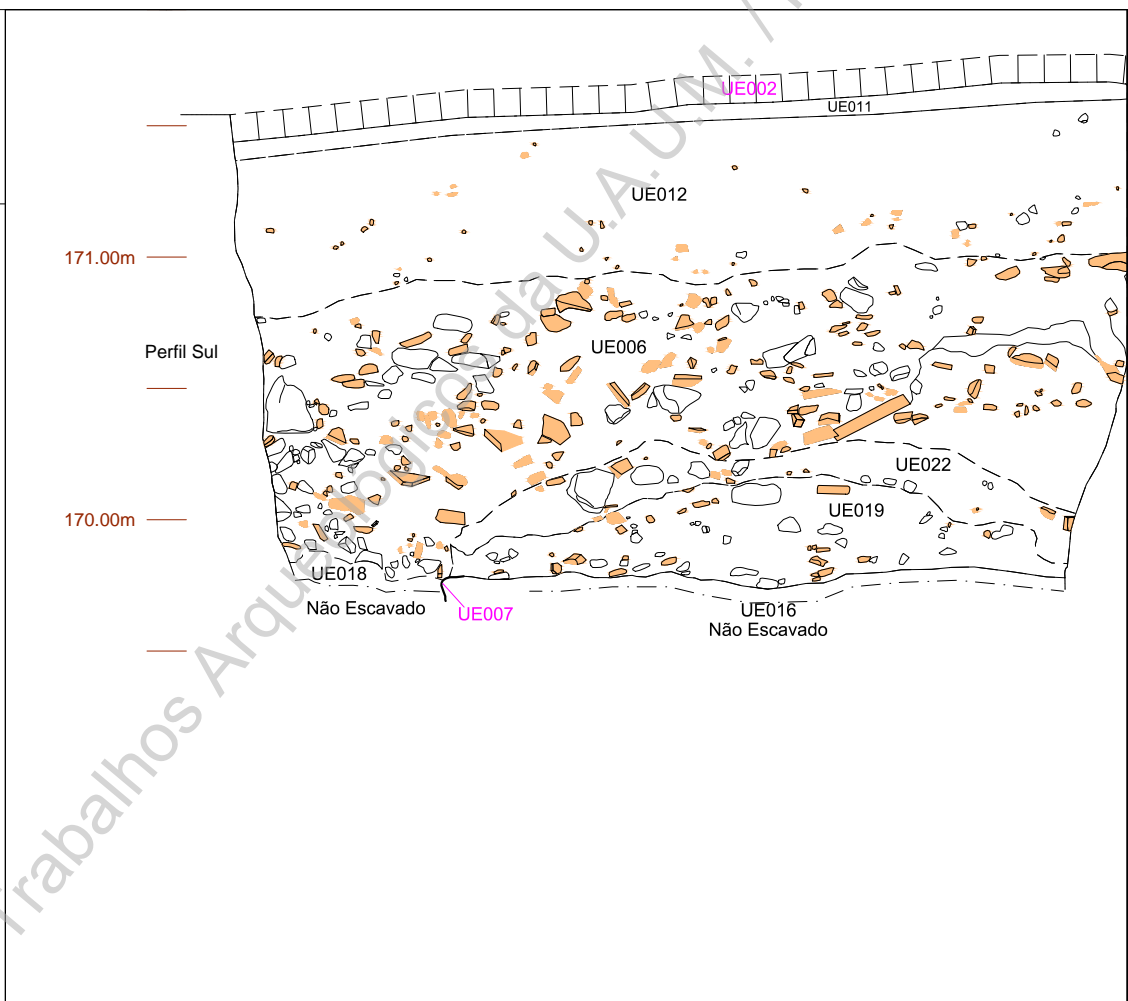 UE002
UE011
UE012
171.00m
Perfil Sul
UE006
UE022
UE019
170.00m
UE018
Não Escavado
UE007
UE016
Não Escavado
Trabalhos Arqueológicos da U.A.U.M. /